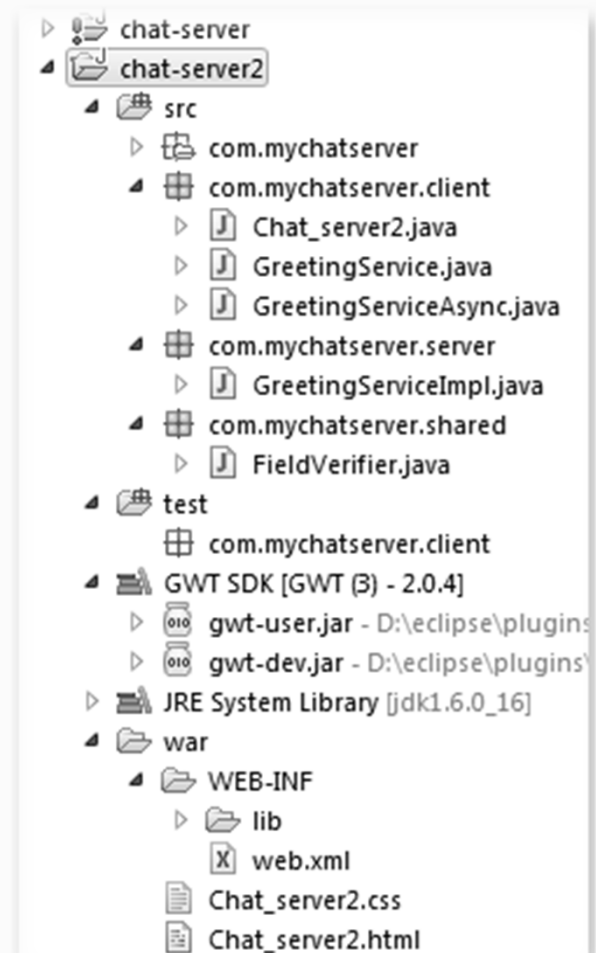 chat-server
chat-server2
src
com.mychatserver
com.mychatserver.client
Chat_server2.java
GreetingService.java
GreetingServiceAsync.java
com.mychatserver.server
GreetingServiceImpl.java
com.mychatserver.shared
FieldVerifier.java
test
com.mychatserver.client
GWT SDK [GWT (3) - 2.0.4]
gwt-user.jar - D:\eclipse\plugins
gwt-dev.jar - D:\eclipse\plugins\
JRE System Library [jdk1.6.0_16]
war
WEB-INF
lib
web.xml
Chat_server2.css
Chat_server2.html